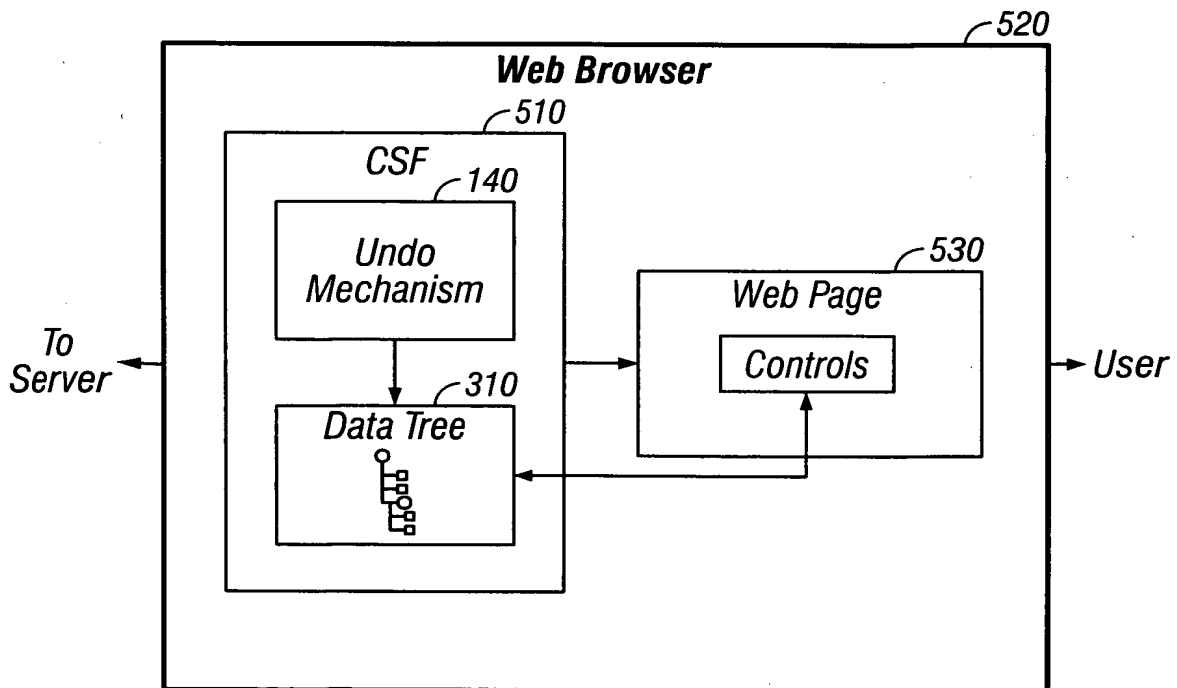 520
Web Browser
510
CSF
140
Undo
Mechanism
530
Web Page
Controls
To
Server
User
310
Data Tree